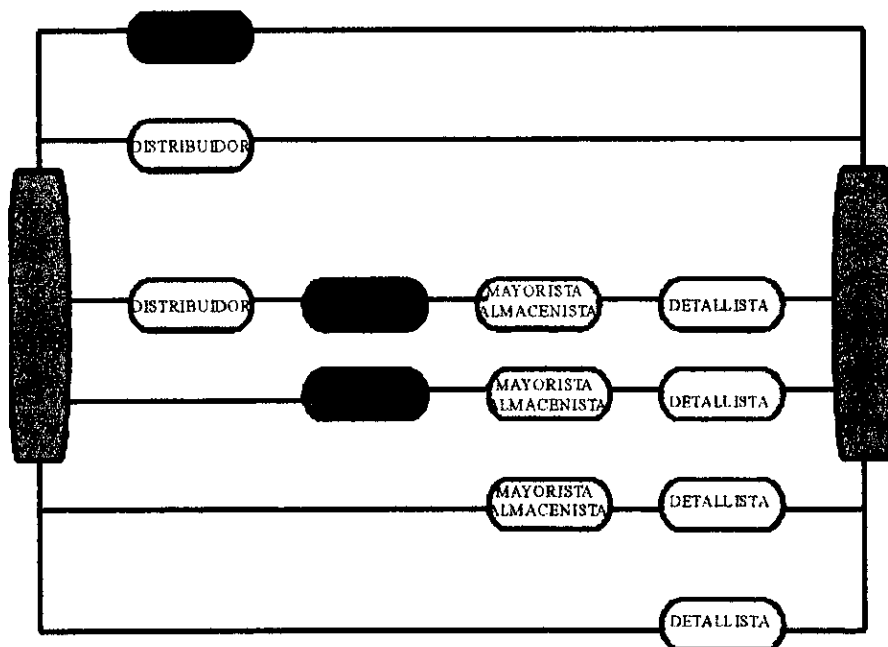 DISTRIBUIDOR
DISTRIBUIDOR
MAYORISTA
ALMACENISTA
DETALLISTA
MAYORISTA
ALMACENISTA
DETALLISTA
MAYORISTA
ALMACENISTA
DETALLISTA
DETALLISTA